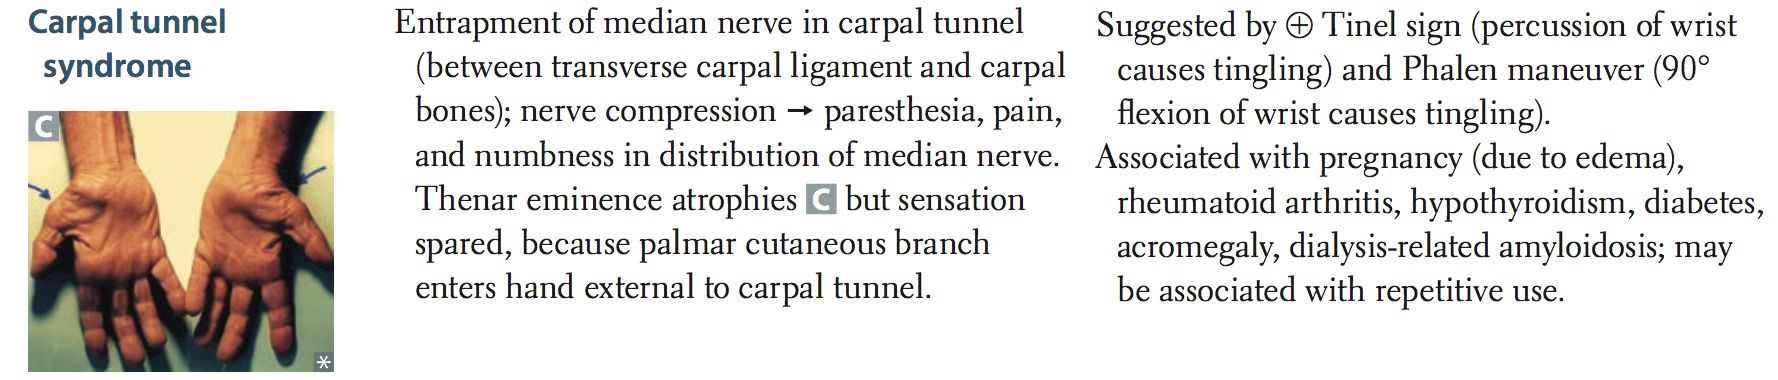 Carpal tunnel
syndrome
C
*
Entrapment of median nerve in carpal tunnel
(between transverse carpal ligament and carpal
bones); nerve compression → paresthesia, pain,
and numbness in distribution of median nerve.
Thenar eminence atrophies C but sensation
spared, because palmar cutaneous branch
enters hand external to carpal tunnel.
Suggested by ⊕ Tinel sign (percussion of wrist
causes tingling) and Phalen maneuver (90°
flexion of wrist causes tingling).
Associated with pregnancy (due to edema),
rheumatoid arthritis, hypothyroidism, diabetes,
acromegaly, dialysis-related amyloidosis; may
be associated with repetitive use.